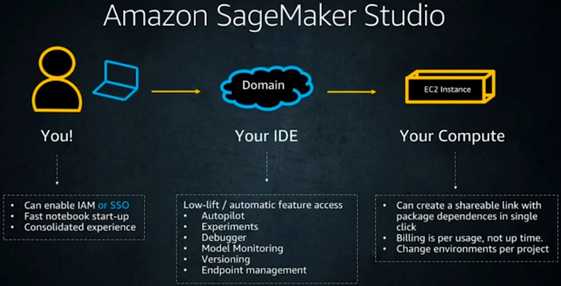 Amazon SageMaker Studio
Domain
EC2 Instance
You!
Your IDE
Your Compute
• Can enable IAM or SSO
• Fast notebook start-up
• Consolidated experience
Low-lift / automatic feature access
• Autopilot
• Experiments
• Debugger
• Model Monitoring
• Versioning
• Endpoint management
• Can create a shareable link with
package dependences in single
click
• Billing is per usage, not up time.
• Change environments per project